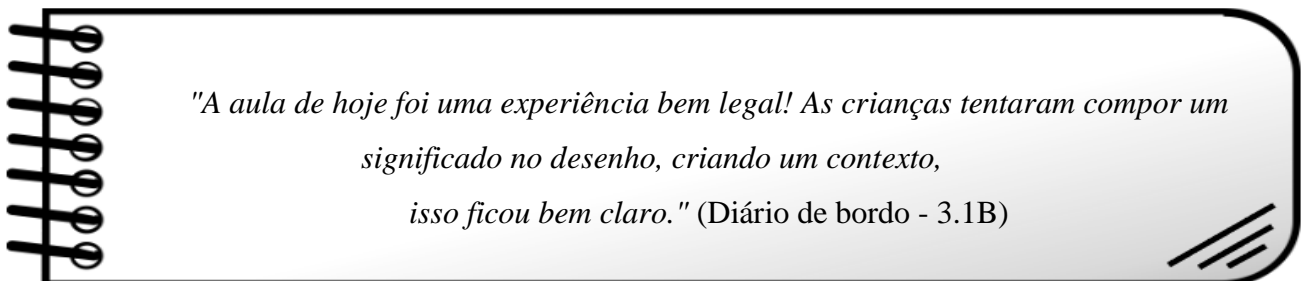 "A aula de hoje foi uma experiência bem legal! As crianças tentaram compor um
significado no desenho, criando um contexto,
isso ficou bem claro." (Diário de bordo - 3.1B)